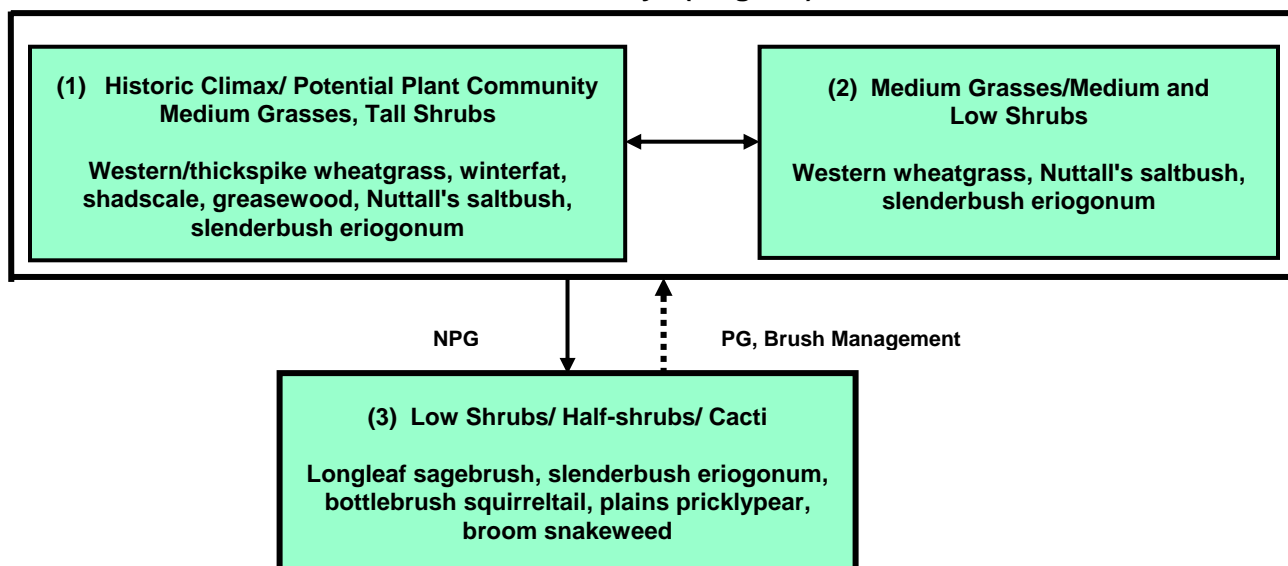 (1) Historic Climax/ Potential Plant Community
Medium Grasses, Tall Shrubs
Western/thickspike wheatgrass, winterfat,
shadscale, greasewood, Nuttall's saltbush,
slenderbush eriogonum
(2) Medium Grasses/Medium and
Low Shrubs
Western wheatgrass, Nuttall's saltbush,
slenderbush eriogonum
NPG
PG, Brush Management
(3) Low Shrubs/ Half-shrubs/ Cacti
Longleaf sagebrush, slenderbush eriogonum,
bottlebrush squirreltail, plains pricklypear,
broom snakeweed